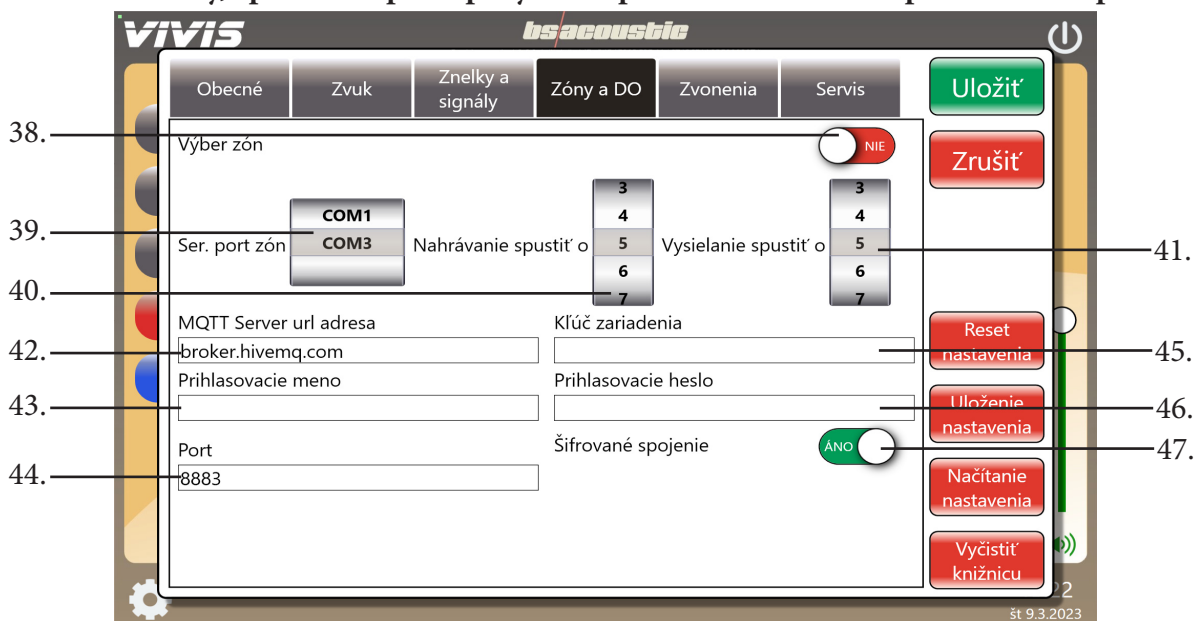 VIVIS bsacoustic
Obecné Zvuk Znelky a signály Zóny a DO Zvonenia Servis Uložiť
38. Výber zón NIE Zrušiť
3 3
COM1 4 4
39. Ser. port zón COM3 Nahrávanie spustiť o 5 Vysielanie spustiť o 5 41.
6 6
40. 7 7
MQTT Server url adresa Kľúč zariadenia Reset nastavenia
42. broker.hivemq.com 45.
Prihlasovacie meno Prihlasovacie heslo Uloženie nastavenia
43. 46.
Port Šifrované spojenie ÁNO 47.
44. 8883 Načítanie nastavenia
Vyčistiť knižnicu
22
št 9.3.2023